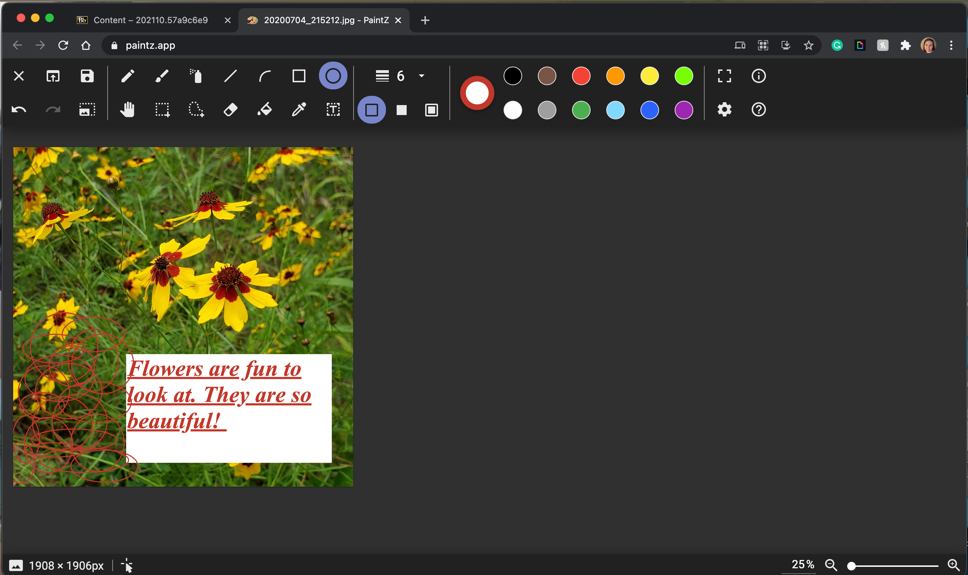 Content – 202110.57a9c6e9
20200704_215212.jpg - PaintZ
paintz.app
6
Flowers are fun to
look at. They are so
beautiful!
1908 × 1906px
25%